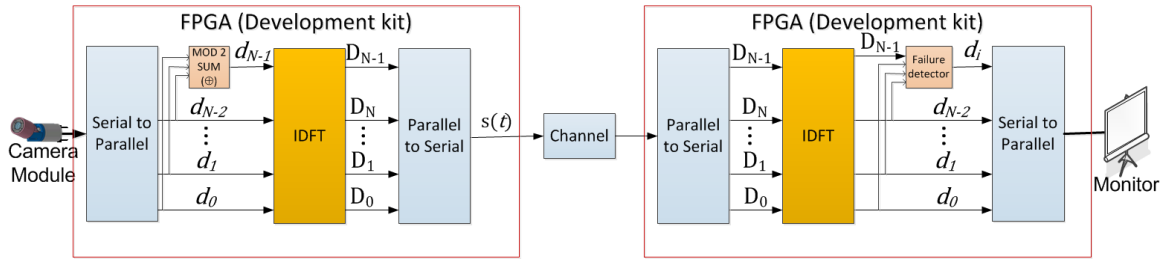 FPGA (Development kit)
FPGA (Development kit)
Camera
Module
Serial to
Parallel
MOD 2
SUM
(⊕)
d_{N-1}
d_{N-2}
⋮
d_1
d_0
IDFT
D_{N-1}
D_N
⋮
D_1
D_0
Parallel
to Serial
s(t)
Channel
Parallel
to Serial
D_{N-1}
D_N
⋮
D_1
D_0
IDFT
D_{N-1}
Failure
detector
d_i
d_{N-2}
⋮
d_1
d_0
Serial to
Parallel
Monitor